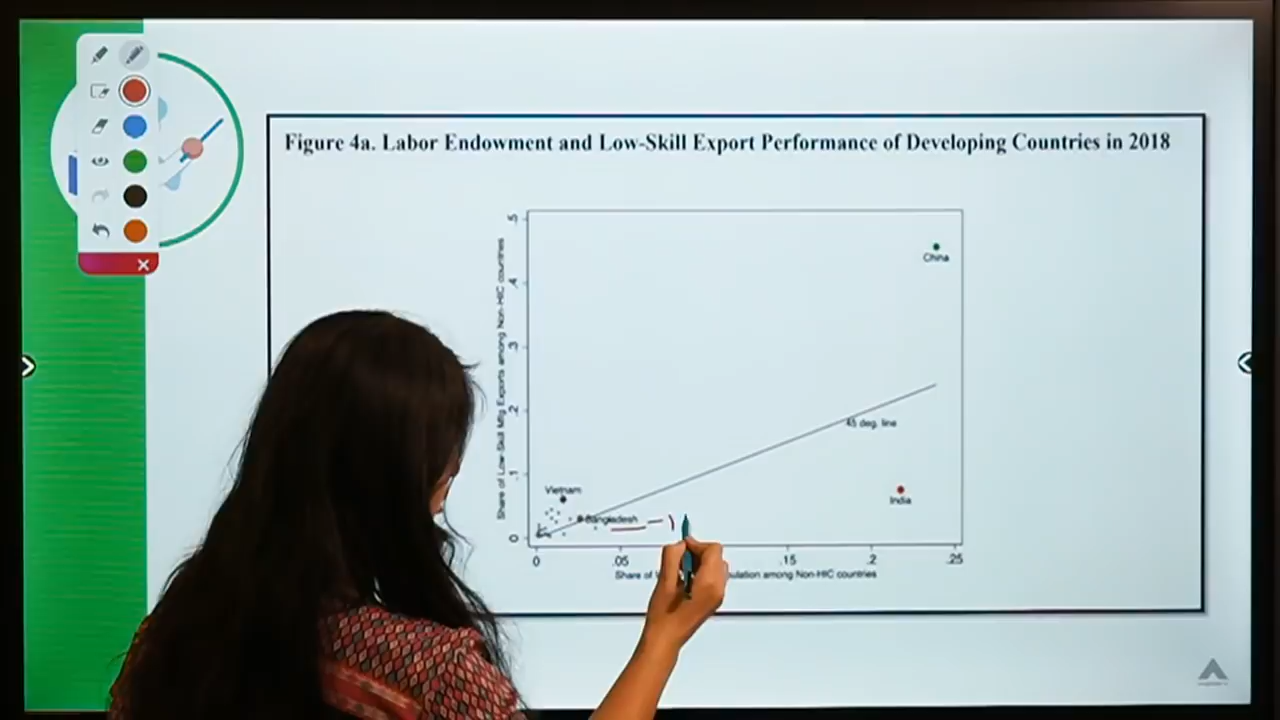 Figure 4a. Labor Endowment and Low-Skill Export Performance of Developing Countries in 2018
Share of Low-Skill Mfg Exports among Non-HIC countries
.5
.4
.3
.2
.1
0
China
45 deg. line
Vietnam
India
Bangladesh
0
.05
.15
.2
.25
Share of
among Non-HIC countries